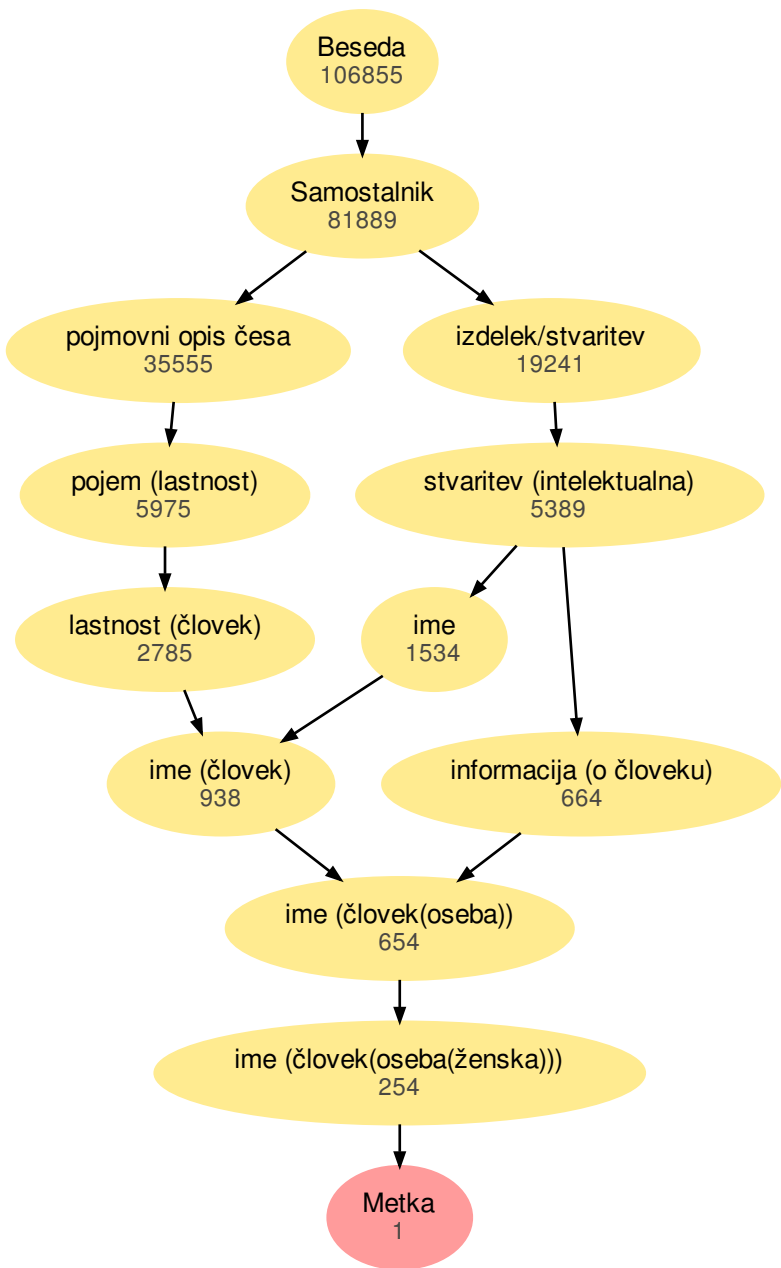 Beseda
106855
Samostalnik
81889
pojmovni opis česa
35555
izdelek/stvaritev
19241
pojem (lastnost)
5975
stvaritev (intelektualna)
5389
lastnost (človek)
2785
ime
1534
ime (človek)
938
informacija (o človeku)
664
ime (človek(oseba))
654
ime (človek(oseba(ženska)))
254
Metka
1